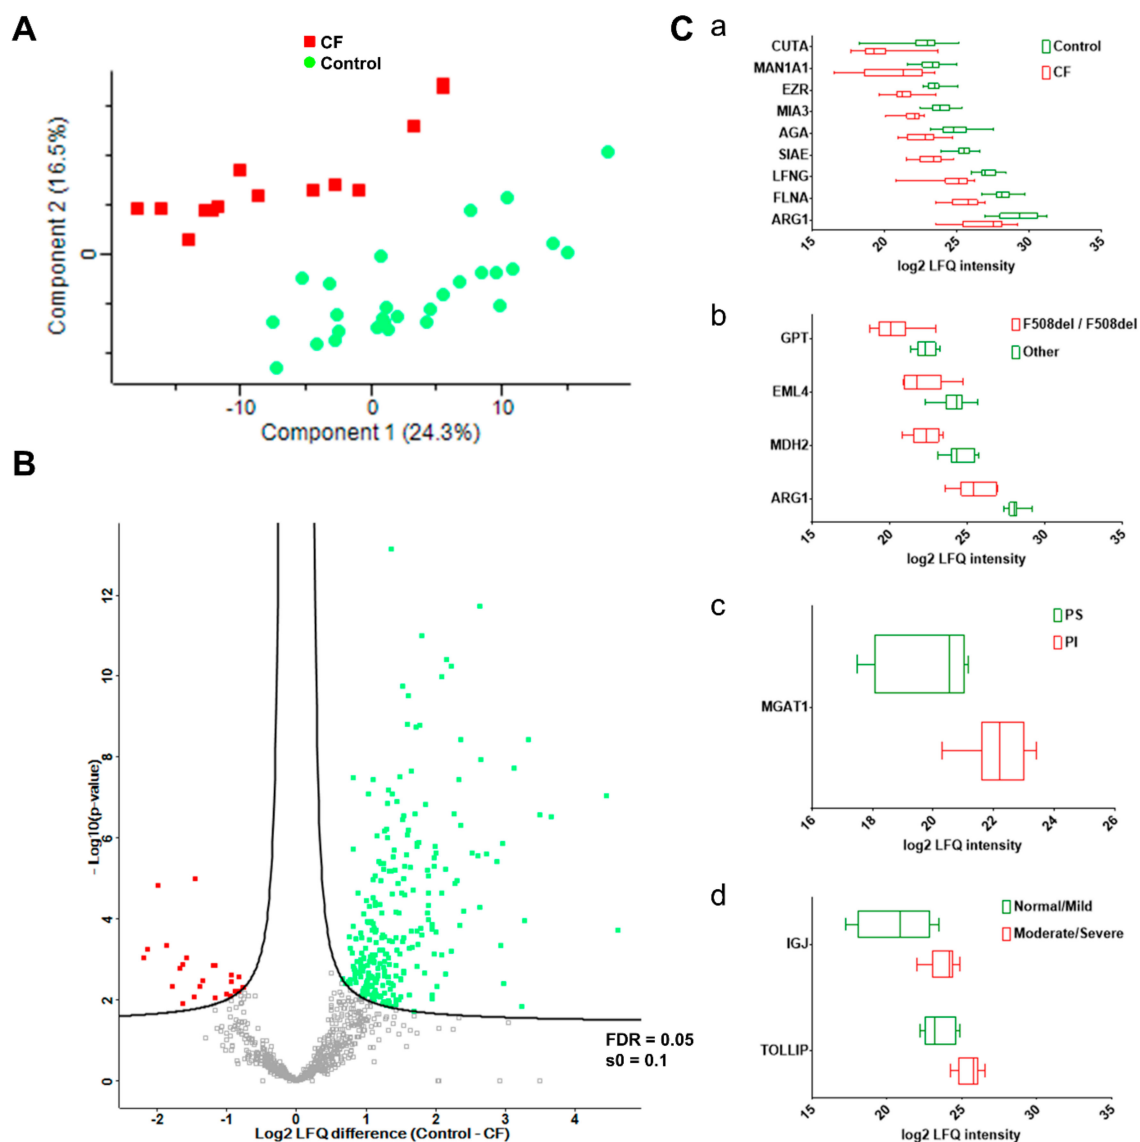 A
CF
Control
Component 2 (16.5%)
0
-10
0
10
Component 1 (24.3%)
B
- Log10(p-value)
12
10
8
6
4
2
0
FDR = 0.05
s0 = 0.1
-2
-1
0
1
2
3
4
Log2 LFQ difference (Control - CF)
C a
Control
CF
CUTA
MAN1A1
EZR
MIA3
AGA
SIAE
LFNG
FLNA
ARG1
15
20
25
30
35
log2 LFQ intensity
b
F508del / F508del
Other
GPT
EML4
MDH2
ARG1
15
20
25
30
35
log2 LFQ intensity
c
PS
PI
MGAT1
16
18
20
22
24
26
log2 LFQ intensity
d
Normal/Mild
Moderate/Severe
IGJ
TOLLIP
15
20
25
30
35
log2 LFQ intensity